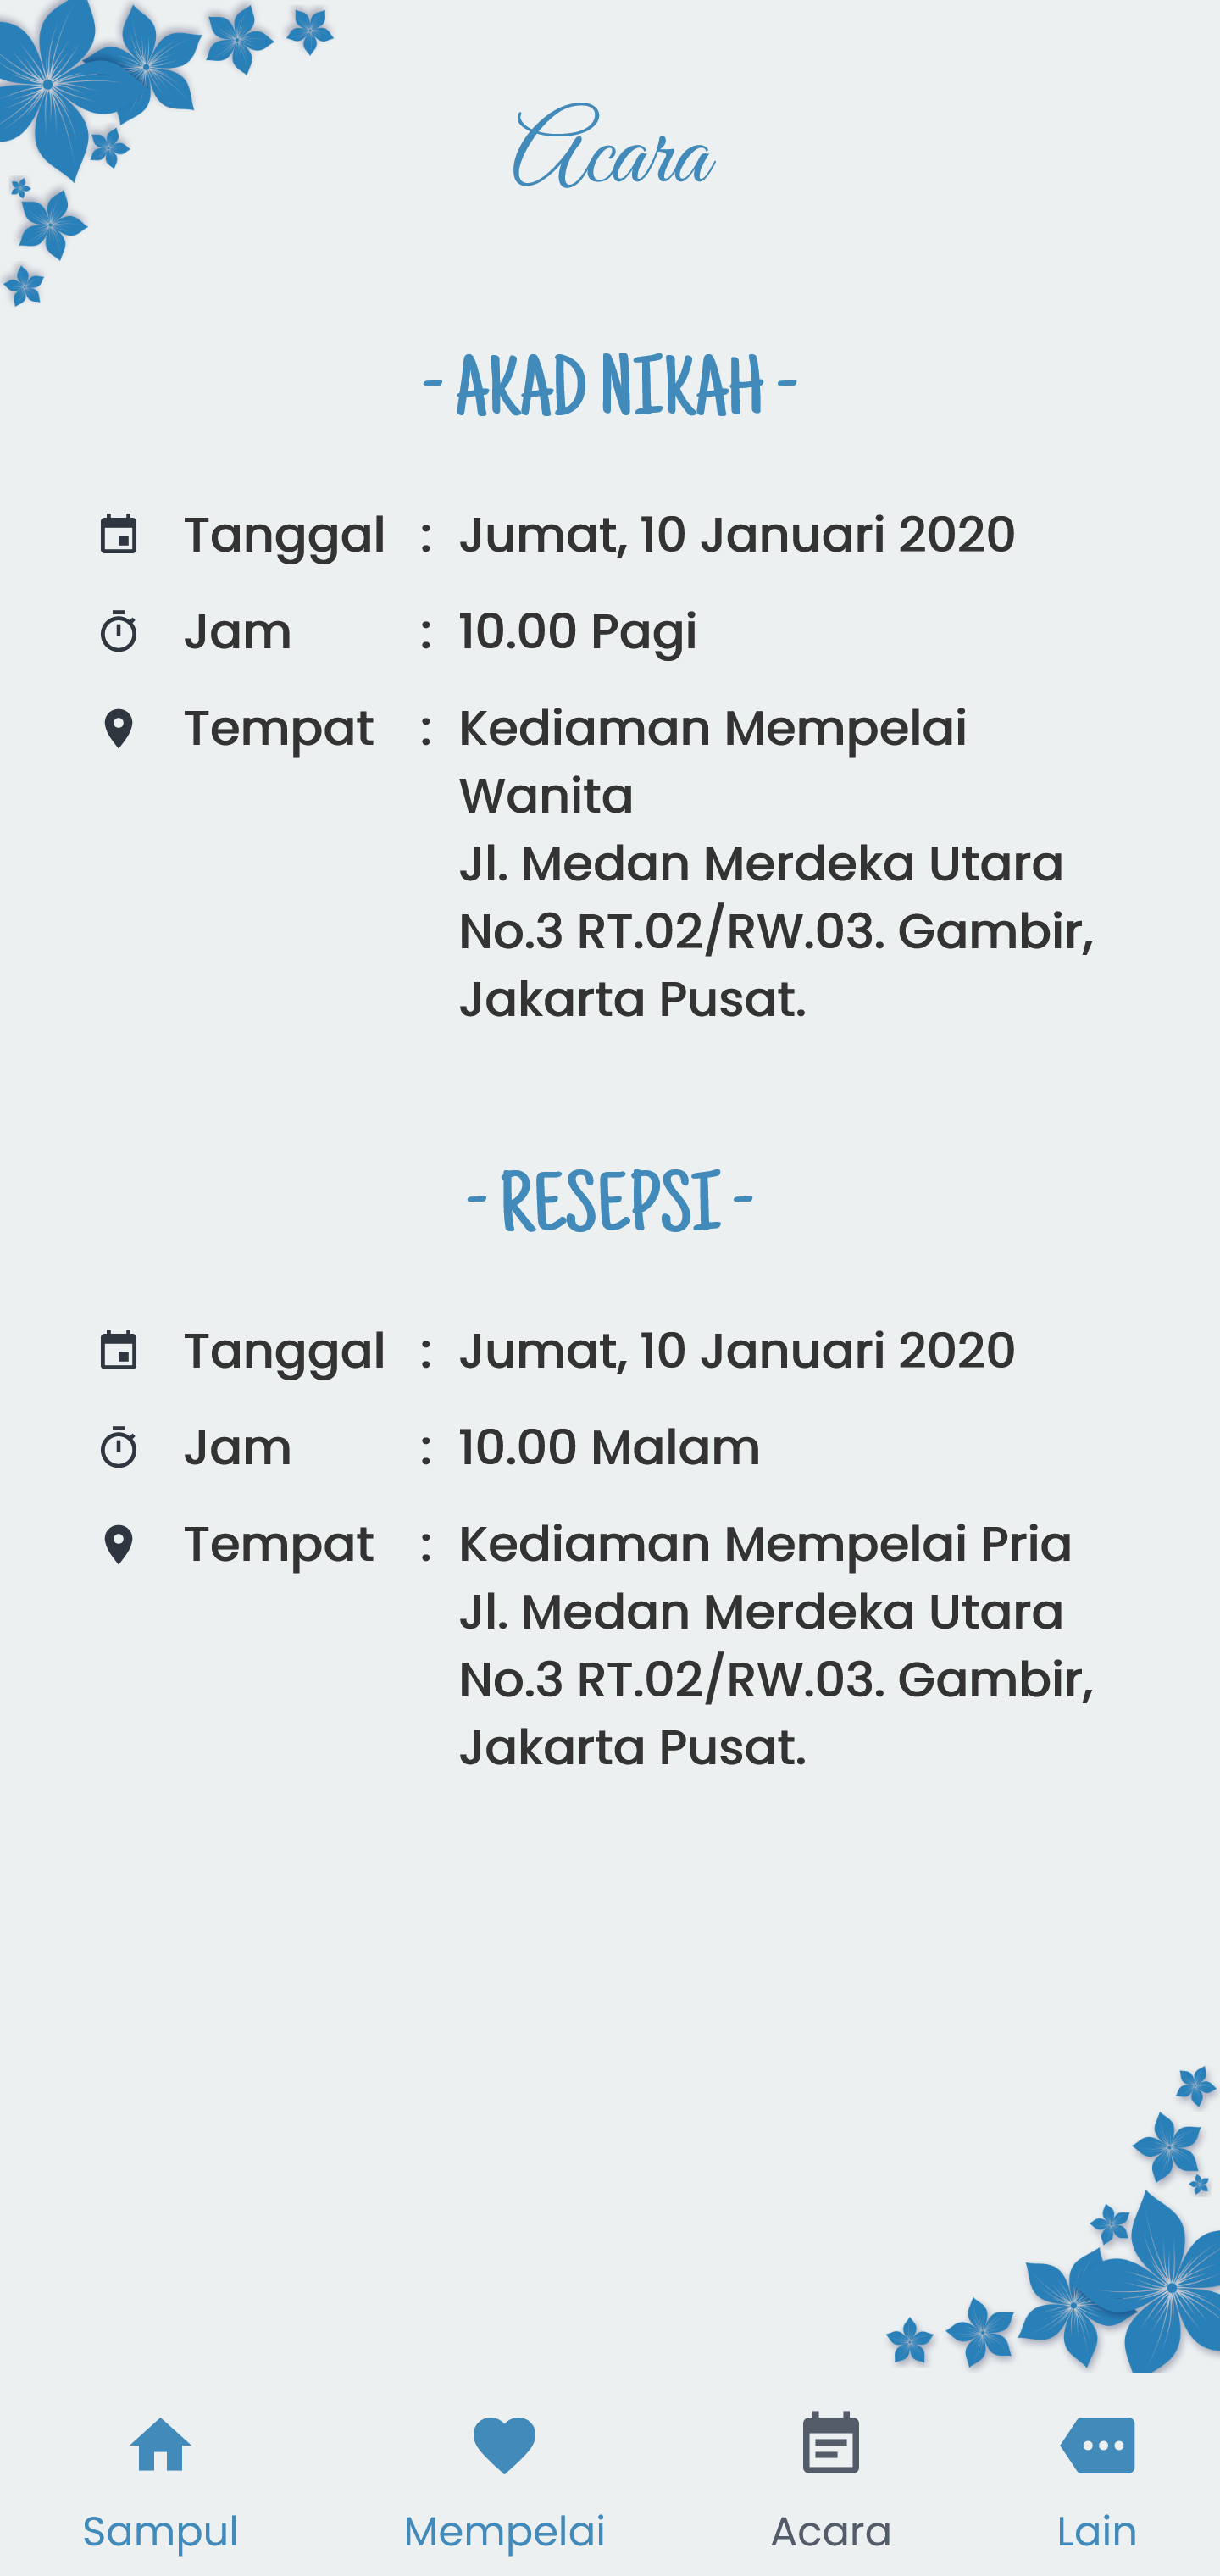 Acara
- AKAD NIKAH -
Tanggal : Jumat, 10 Januari 2020
Jam : 10.00 Pagi
Tempat : Kediaman Mempelai
Wanita
Jl. Medan Merdeka Utara
No.3 RT.02/RW.03. Gambir,
Jakarta Pusat.
- RESEPSI -
Tanggal : Jumat, 10 Januari 2020
Jam : 10.00 Malam
Tempat : Kediaman Mempelai Pria
Jl. Medan Merdeka Utara
No.3 RT.02/RW.03. Gambir,
Jakarta Pusat.
Sampul Mempelai Acara Lain